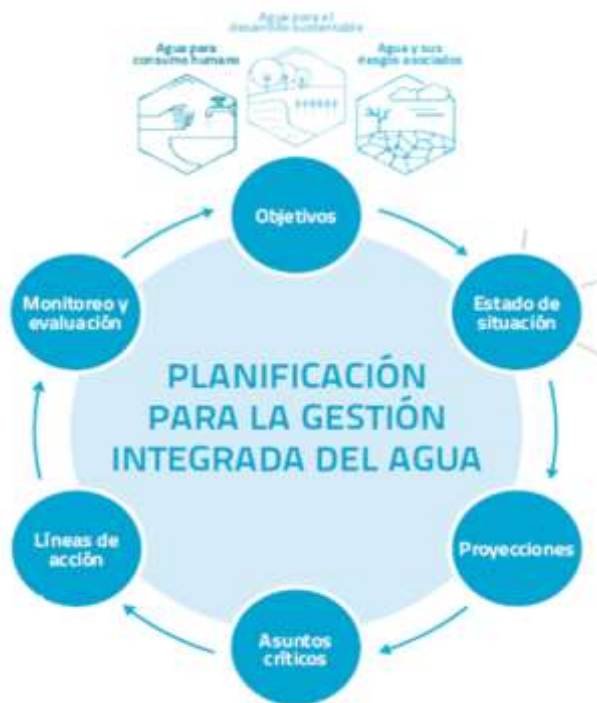 Agua para el
desarrollo sustentable
Agua para
consumo humano
Agua y sus
riesgos asociados
Objetivos
Estado de
situación
Proyecciones
Asuntos
críticos
Líneas de
acción
Monitoreo y
evaluación
PLANIFICACIÓN
PARA LA GESTIÓN
INTEGRADA DEL AGUA